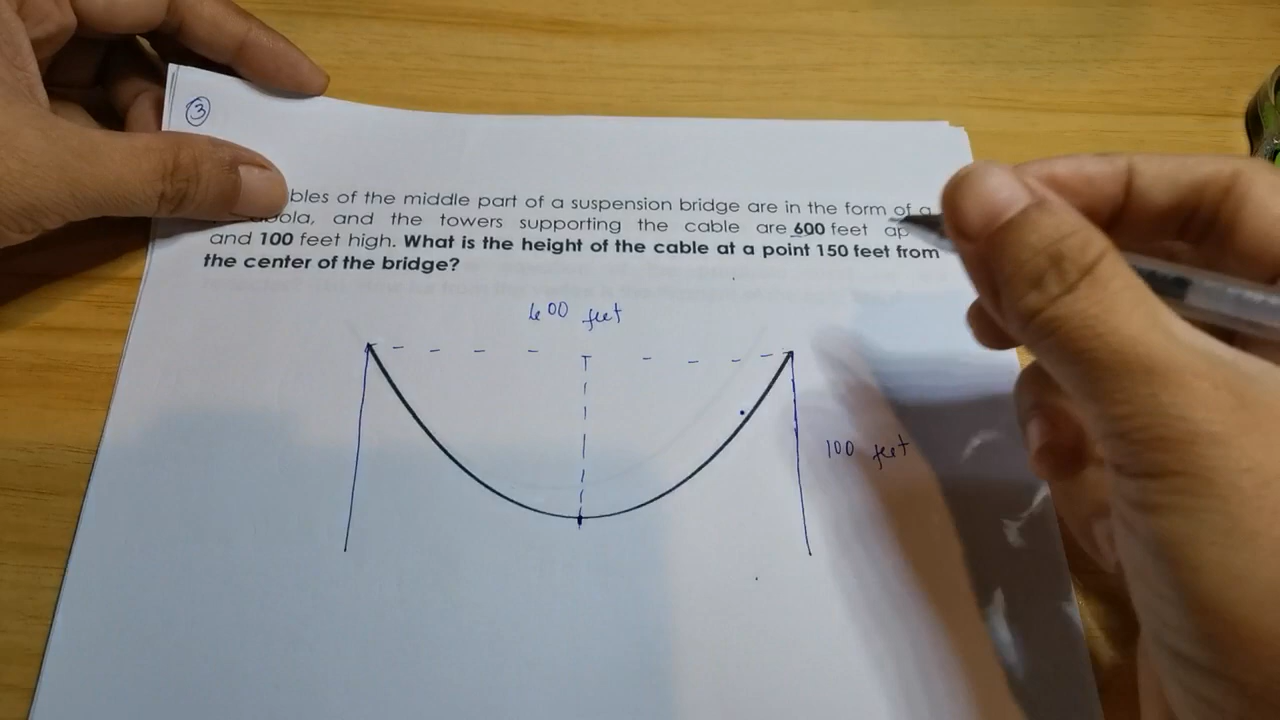 3
bles of the middle part of a suspension bridge are in the form of a
bola, and the towers supporting the cable are 600 feet ap
and 100 feet high. What is the height of the cable at a point 150 feet from
the center of the bridge?
600 feet
100 feet